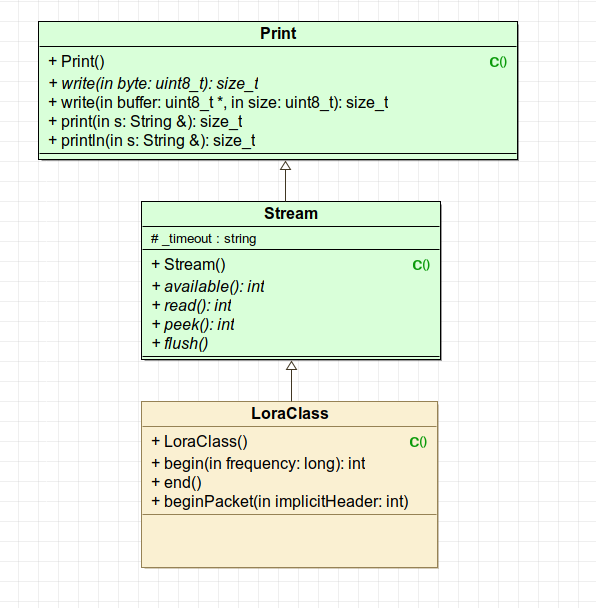 Print
+ Print() C()
+ write(in byte: uint8_t): size_t
+ write(in buffer: uint8_t *, in size: uint8_t): size_t
+ print(in s: String &): size_t
+ println(in s: String &): size_t
Stream
# _timeout : string
+ Stream() C()
+ available(): int
+ read(): int
+ peek(): int
+ flush()
LoraClass
+ LoraClass() C()
+ begin(in frequency: long): int
+ end()
+ beginPacket(in implicitHeader: int)